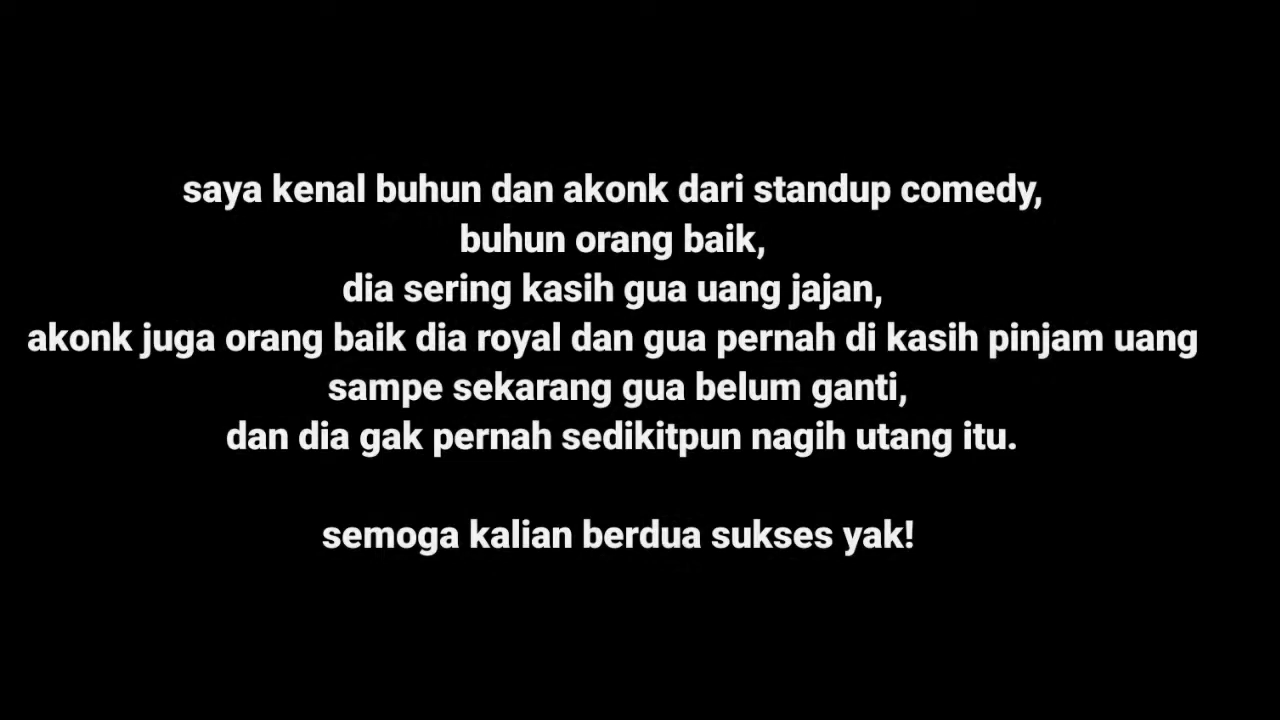 saya kenal buhun dan akonk dari standup comedy,
buhun orang baik,
dia sering kasih gua uang jajan,
akonk juga orang baik dia royal dan gua pernah di kasih pinjam uang
sampe sekarang gua belum ganti,
dan dia gak pernah sedikitpun nagih utang itu.
semoga kalian berdua sukses yak!